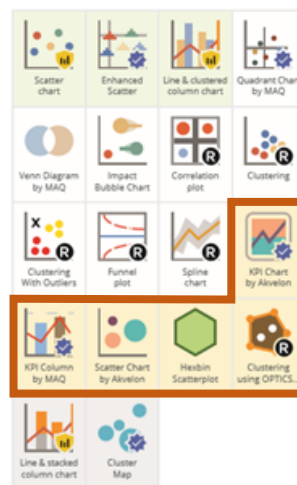 Scatter
chart
Enhanced
Scatter
Line & clustered
column chart
Quadrant Chart
by MAQ
Venn Diagram
by MAQ
Impact
Bubble Chart
Correlation
plot
R
Clustering
R
X
Clustering
With Outliers
R
Funnel
plot
R
Spline
chart
R
KPI Chart
by Akvelon
KPI Column
by MAQ
Scatter Chart
by Akvelon
Hexbin
Scatterplot
Clustering
using OPTICS...
R
Line & stacked
column chart
Cluster
Map